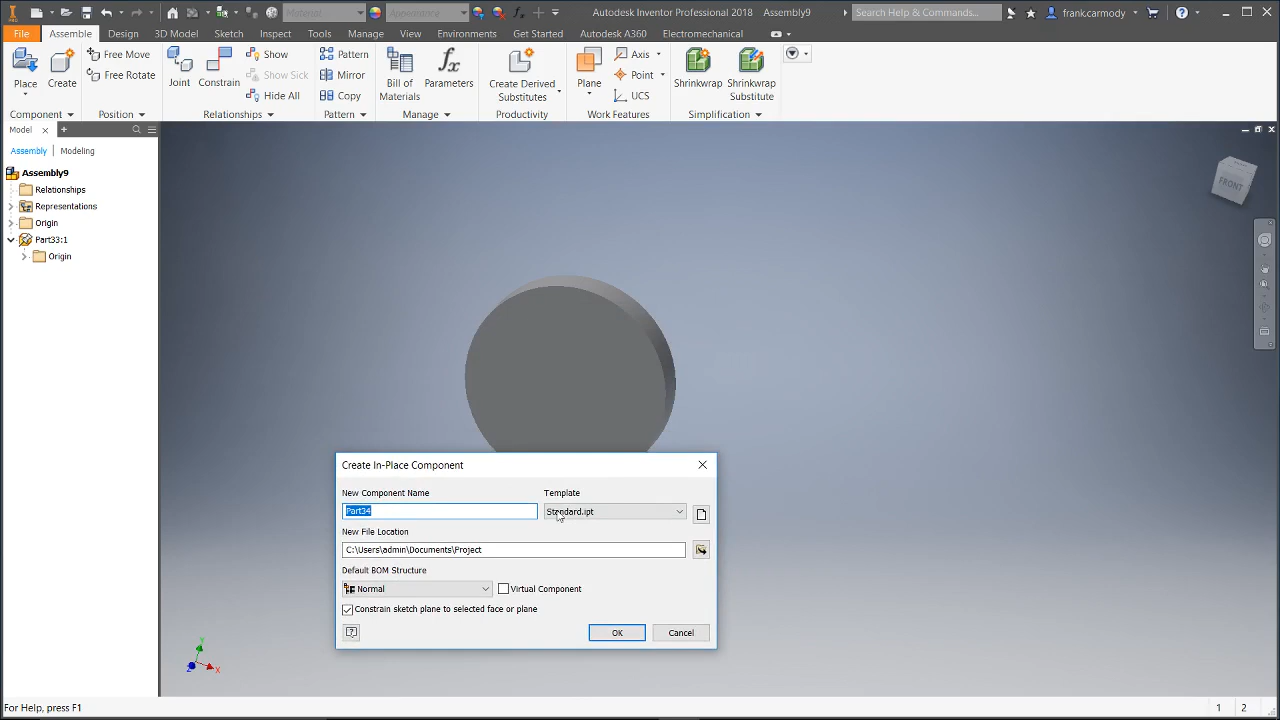 Material
Appearance
Autodesk Inventor Professional 2018 Assembly9
Search Help & Commands...
frank.carmody
File Assemble Design 3D Model Sketch Inspect Tools Manage View Environments Get Started Autodesk A360 Electromechanical
Place
Create
Free Move
Free Rotate
Joint
Constrain
Show
Show Sick
Hide All
Pattern
Mirror
Copy
Bill of
Materials
Parameters
Create Derived
Substitutes
Plane
Axis
Point
UCS
Shrinkwrap
Shrinkwrap
Substitute
Component Position Relationships Pattern Manage Productivity Work Features Simplification
Model
Assembly Modeling
Assembly9
Relationships
Representations
Origin
Part33:1
Origin
FRONT
Create In-Place Component
New Component Name
Template
Part34
Standard.ipt
New File Location
C:\Users\admin\Documents\Project
Default BOM Structure
Normal
Virtual Component
Constrain sketch plane to selected face or plane
OK Cancel
Y
Z
X
For Help, press F1
1 2